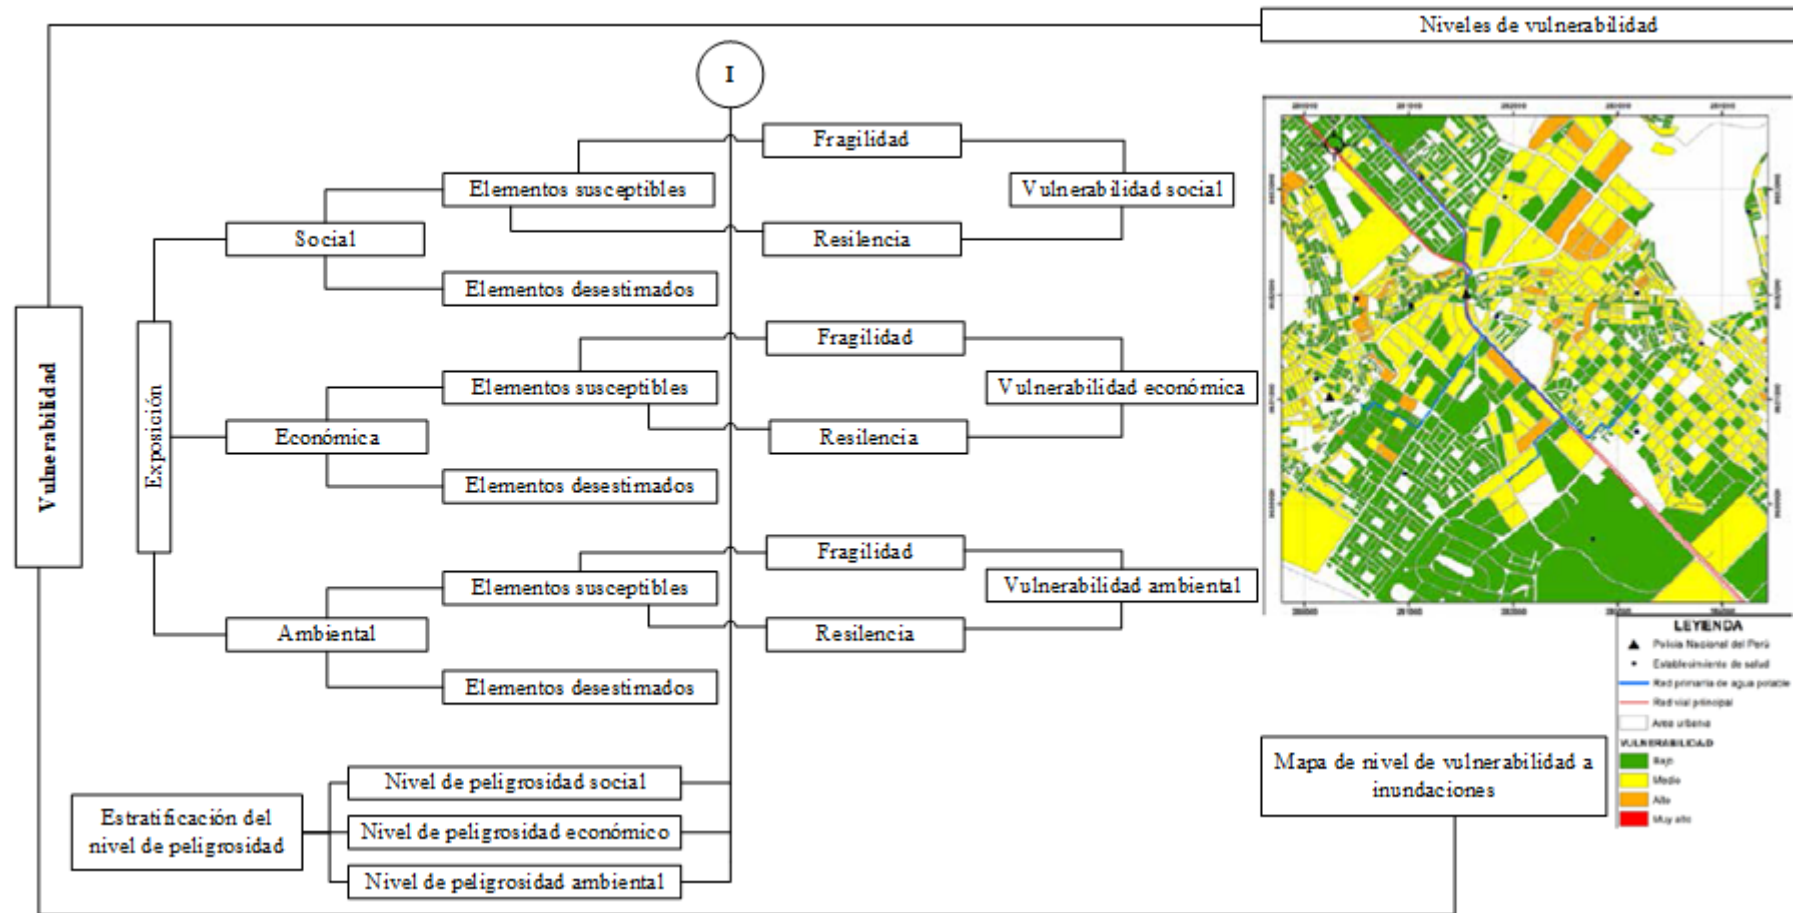 Niveles de vulnerabilidad
I
Fragilidad
Elementos susceptibles
Vulnerabilidad social
Social
Resilencia
Elementos desestimados
Fragilidad
Elementos susceptibles
Vulnerabilidad económica
Económica
Resilencia
Elementos desestimados
Fragilidad
Elementos susceptibles
Vulnerabilidad ambiental
Ambiental
Resilencia
Elementos desestimados
Vulnerabilidad
Exposición
Estratificación del
nivel de peligrosidad
Nivel de peligrosidad social
Nivel de peligrosidad económico
Nivel de peligrosidad ambiental
Mapa de nivel de vulnerabilidad a
inundaciones
LEYIENDA
Policia Nacional del Perú
Establecimiento de salud
Red primaria de agua potable
Red vial principal
Area urbana
VULNERABILIDAD
Bajo
Medio
Alto
Muy alto